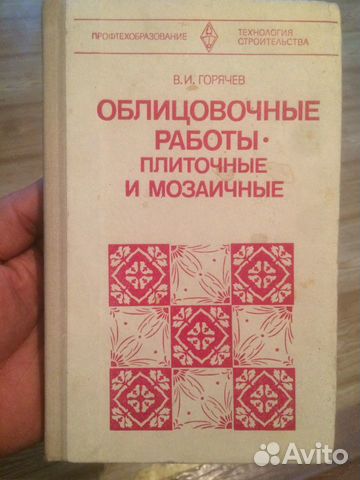 ПРОФТЕХОБРАЗОВАНИЕ
ТЕХНОЛОГИЯ
СТРОИТЕЛЬСТВА
В.И. ГОРЯЧЕВ
ОБЛИЦОВОЧНЫЕ
РАБОТЫ·
ПЛИТОЧНЫЕ
И МОЗАИЧНЫЕ
Avito